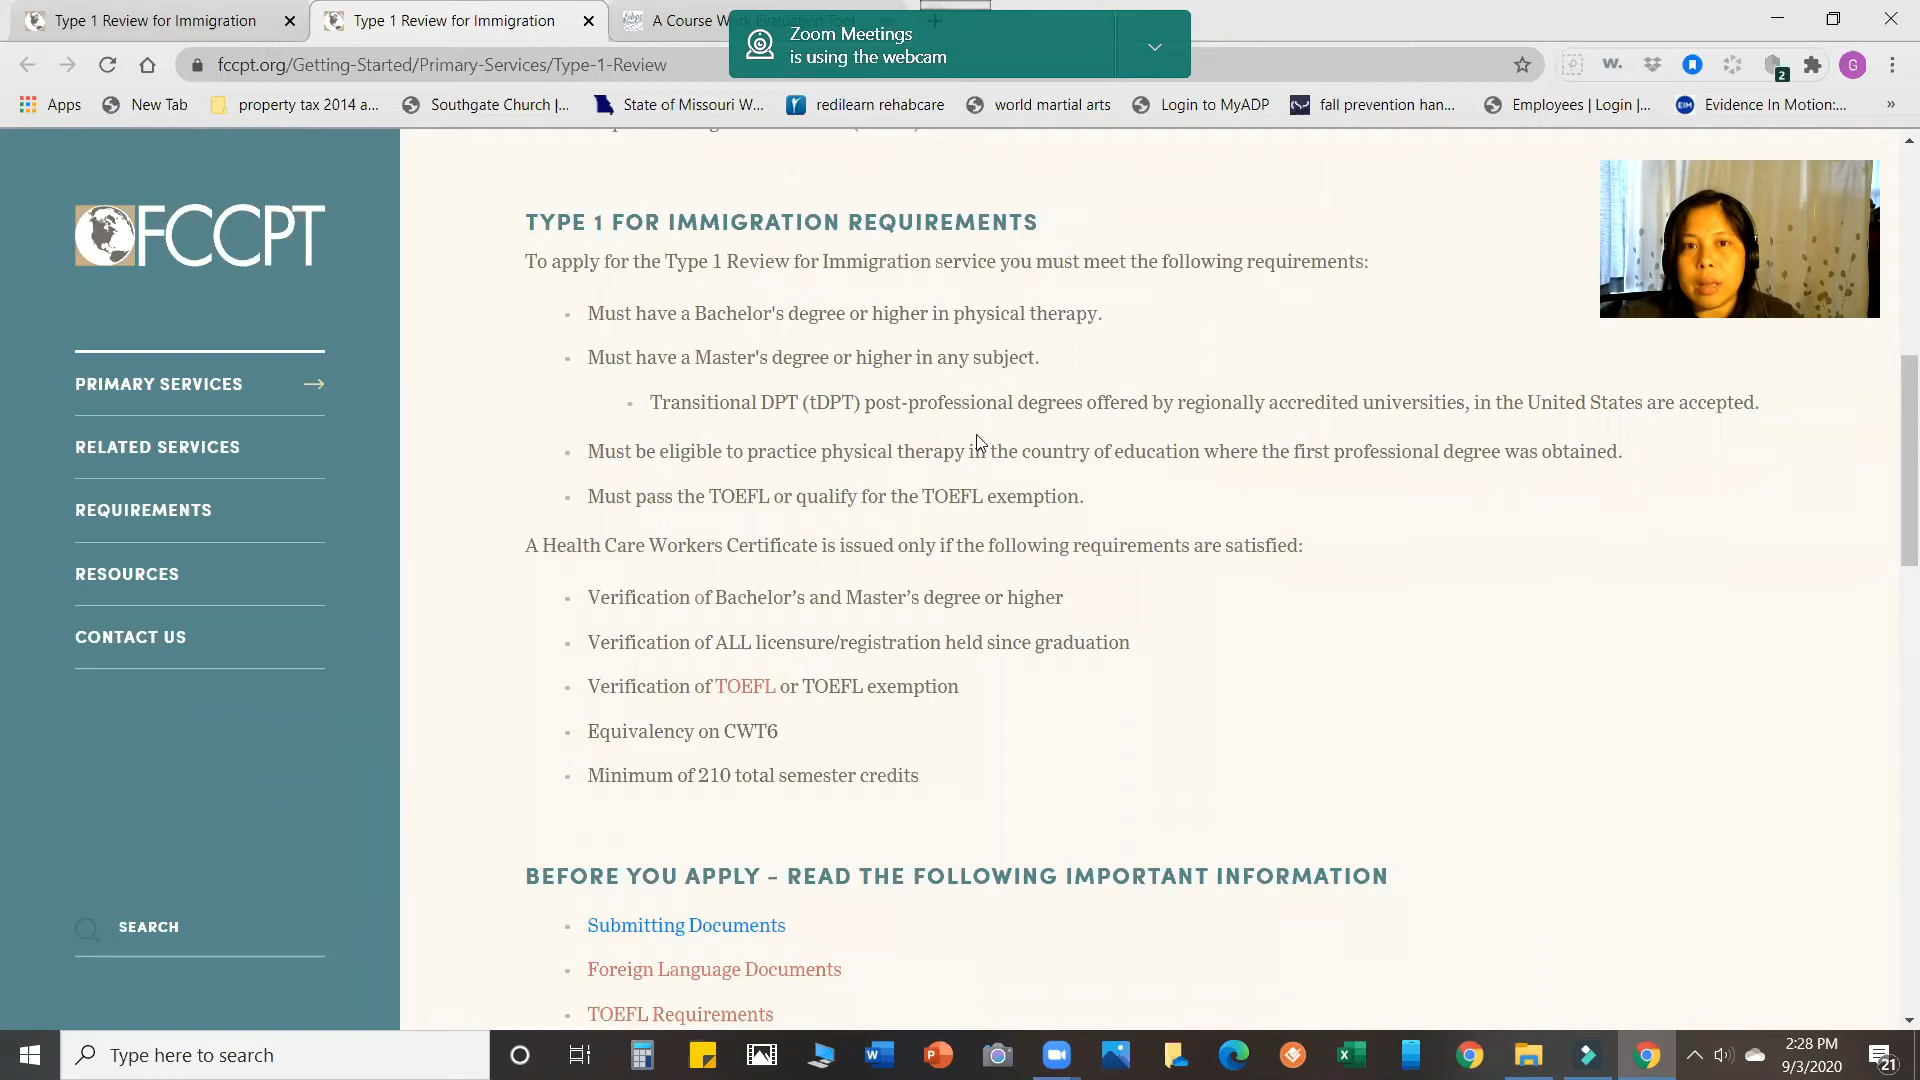 Type 1 Review for Immigration
Type 1 Review for Immigration
A Course Work Evaluation Tool
Zoom Meetings
is using the webcam
fccpt.org/Getting-Started/Primary-Services/Type-1-Review
2
G
Apps
New Tab
property tax 2014 a...
Southgate Church |...
State of Missouri W...
redilearn rehabcare
world martial arts
Login to MyADP
fall prevention han...
Employees | Login |...
EIM
Evidence In Motion:...
»
FCCPT
PRIMARY SERVICES
RELATED SERVICES
REQUIREMENTS
RESOURCES
CONTACT US
SEARCH
TYPE 1 FOR IMMIGRATION REQUIREMENTS
To apply for the Type 1 Review for Immigration service you must meet the following requirements:
Must have a Bachelor's degree or higher in physical therapy.
Must have a Master's degree or higher in any subject.
Transitional DPT (tDPT) post-professional degrees offered by regionally accredited universities, in the United States are accepted.
Must be eligible to practice physical therapy in the country of education where the first professional degree was obtained.
Must pass the TOEFL or qualify for the TOEFL exemption.
A Health Care Workers Certificate is issued only if the following requirements are satisfied:
Verification of Bachelor’s and Master’s degree or higher
Verification of ALL licensure/registration held since graduation
Verification of TOEFL or TOEFL exemption
Equivalency on CWT6
Minimum of 210 total semester credits
BEFORE YOU APPLY - READ THE FOLLOWING IMPORTANT INFORMATION
Submitting Documents
Foreign Language Documents
TOEFL Requirements
Type here to search
2:28 PM
9/3/2020
21